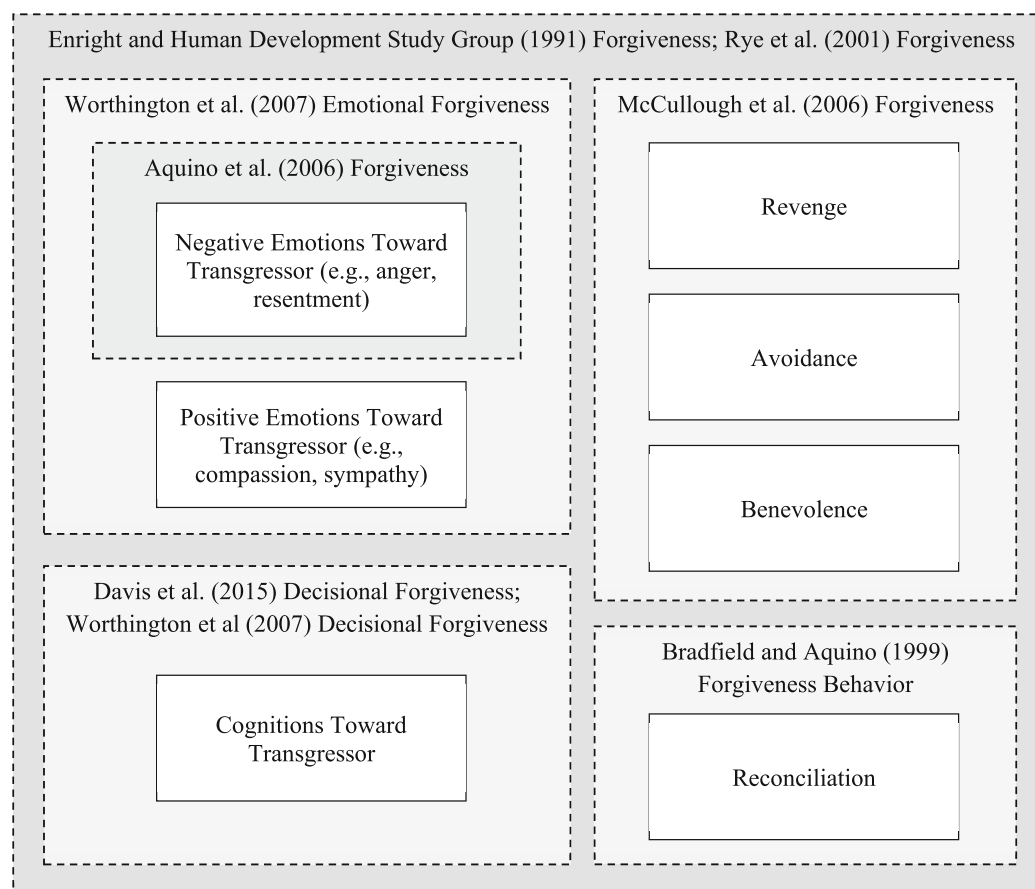 Enright and Human Development Study Group (1991) Forgiveness; Rye et al. (2001) Forgiveness
Worthington et al. (2007) Emotional Forgiveness
Aquino et al. (2006) Forgiveness
Negative Emotions Toward
Transgressor (e.g., anger,
resentment)
Positive Emotions Toward
Transgressor (e.g.,
compassion, sympathy)
Davis et al. (2015) Decisional Forgiveness;
Worthington et al (2007) Decisional Forgiveness
Cognitions Toward
Transgressor
McCullough et al. (2006) Forgiveness
Revenge
Avoidance
Benevolence
Bradfield and Aquino (1999)
Forgiveness Behavior
Reconciliation